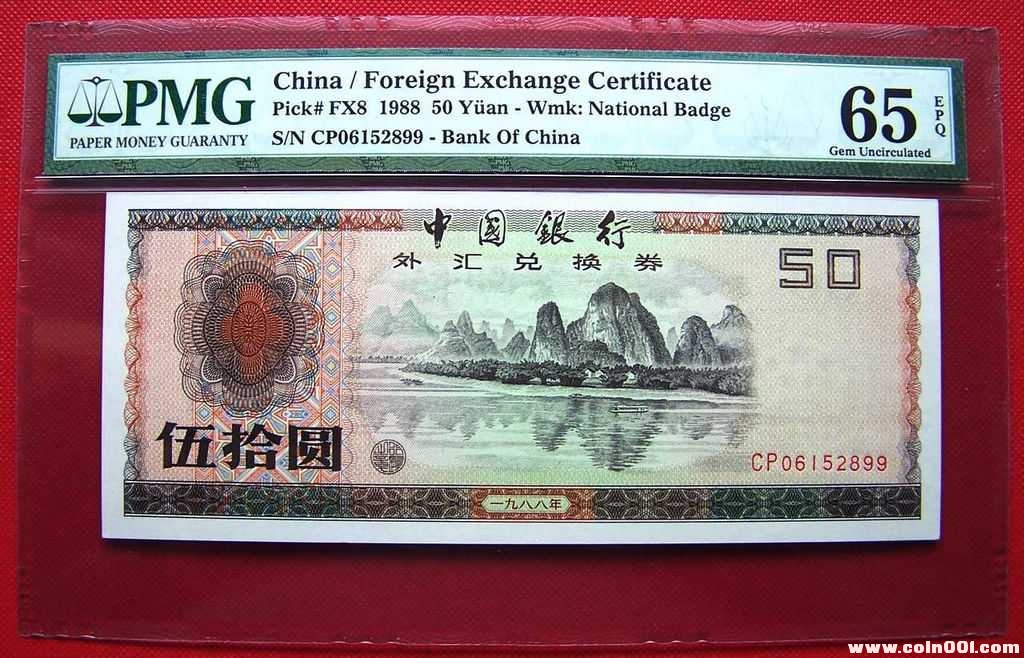 PMG
PAPER MONEY GUARANTY
China / Foreign Exchange Certificate
Pick# FX8 1988 50 Yüan - Wmk: National Badge
S/N CP06152899 - Bank Of China
65
EPQ
Gem Uncirculated
中國銀行
外汇兑换券
50
伍拾圆
CP06152899
一九八八年
www.coin001.com